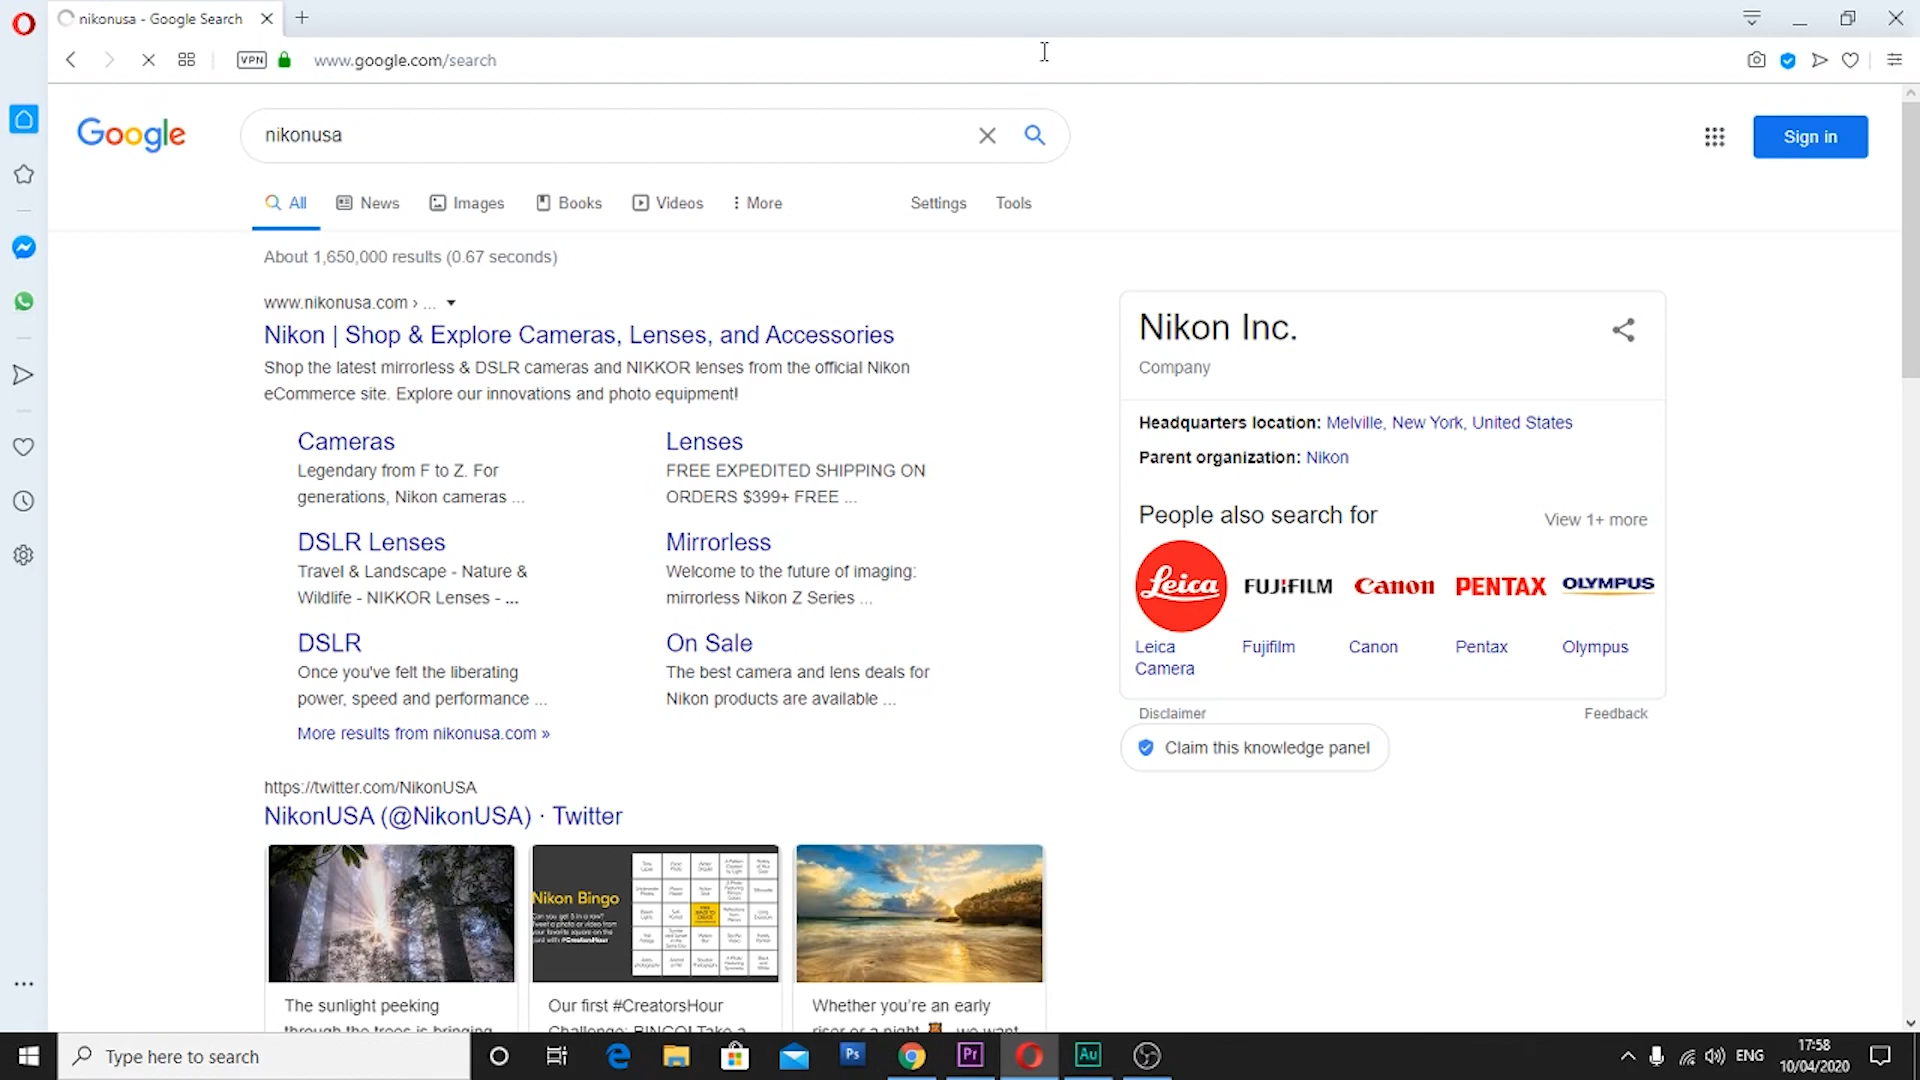 nikonusa - Google Search
VPN
www.google.com/search
Google
nikonusa
Sign in
All
News
Images
Books
Videos
More
Settings
Tools
About 1,650,000 results (0.67 seconds)
www.nikonusa.com › ...
Nikon | Shop & Explore Cameras, Lenses, and Accessories
Shop the latest mirrorless & DSLR cameras and NIKKOR lenses from the official Nikon
eCommerce site. Explore our innovations and photo equipment!
Cameras
Legendary from F to Z. For
generations, Nikon cameras ...
Lenses
FREE EXPEDITED SHIPPING ON
ORDERS $399+ FREE ...
DSLR Lenses
Travel & Landscape - Nature &
Wildlife - NIKKOR Lenses - ...
Mirrorless
Welcome to the future of imaging:
mirrorless Nikon Z Series ...
DSLR
Once you've felt the liberating
power, speed and performance ...
On Sale
The best camera and lens deals for
Nikon products are available ...
More results from nikonusa.com »
https://twitter.com/NikonUSA
NikonUSA (@NikonUSA) · Twitter
Nikon Bingo
The sunlight peeking
through the trees is bringing
Our first #CreatorsHour
Challenge: BINGO! Take a
Whether you're an early
riser or a night we want
Nikon Inc.
Company
Headquarters location: Melville, New York, United States
Parent organization: Nikon
People also search for
View 1+ more
Leica
FUJIFILM
Canon
PENTAX
OLYMPUS
Leica
Camera
Fujifilm
Canon
Pentax
Olympus
Disclaimer
Feedback
Claim this knowledge panel
Type here to search
Ps
Pr
Au
ENG
17:58
10/04/2020